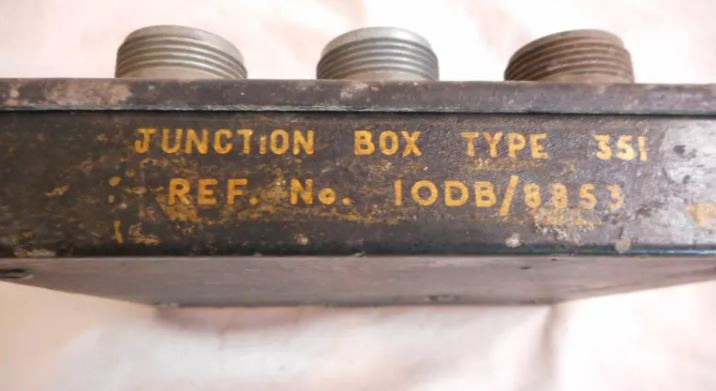 JUNCTION BOX TYPE 351
REF. No. 10DB/8853